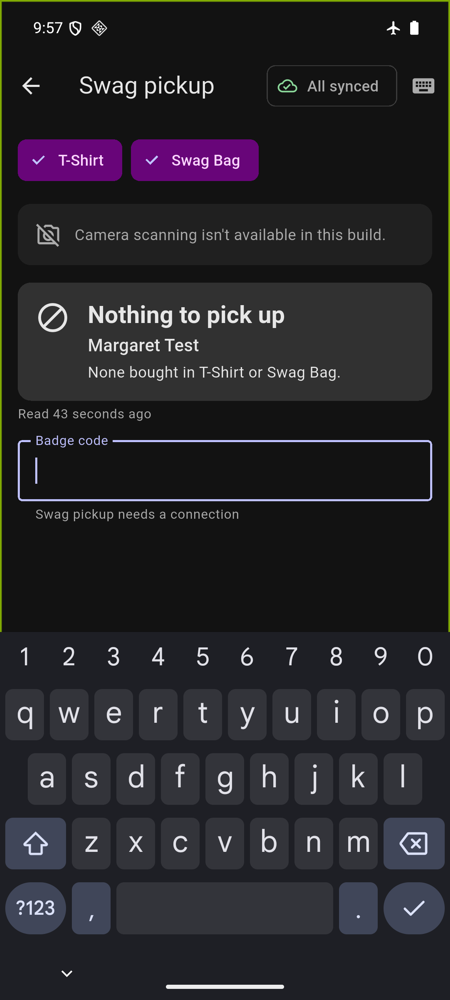 9:57
Swag pickup
All synced
T-Shirt
Swag Bag
Camera scanning isn't available in this build.
Nothing to pick up
Margaret Test
None bought in T-Shirt or Swag Bag.
Read 43 seconds ago
Badge code
Swag pickup needs a connection
1 2 3 4 5 6 7 8 9 0
q w e r t y u i o p
a s d f g h j k l
z x c v b n m
?123 , .